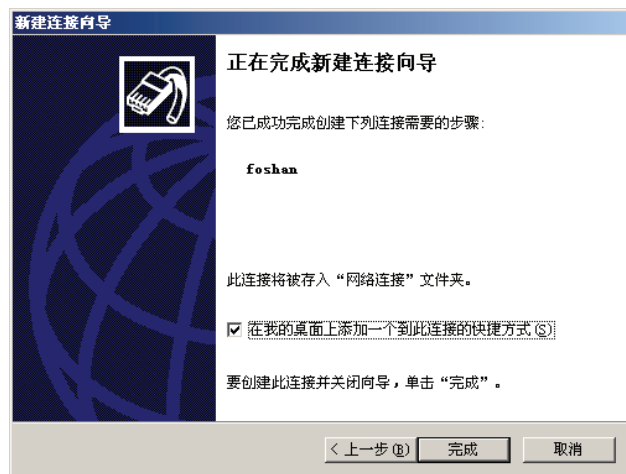 新建连接向导
正在完成新建连接向导
您已成功完成创建下列连接需要的步骤:
foshan
此连接将被存入“网络连接”文件夹。
在我的桌面上添加一个到此连接的快捷方式(S)
要创建此连接并关闭向导，单击“完成”。
< 上一步(B) 完成 取消